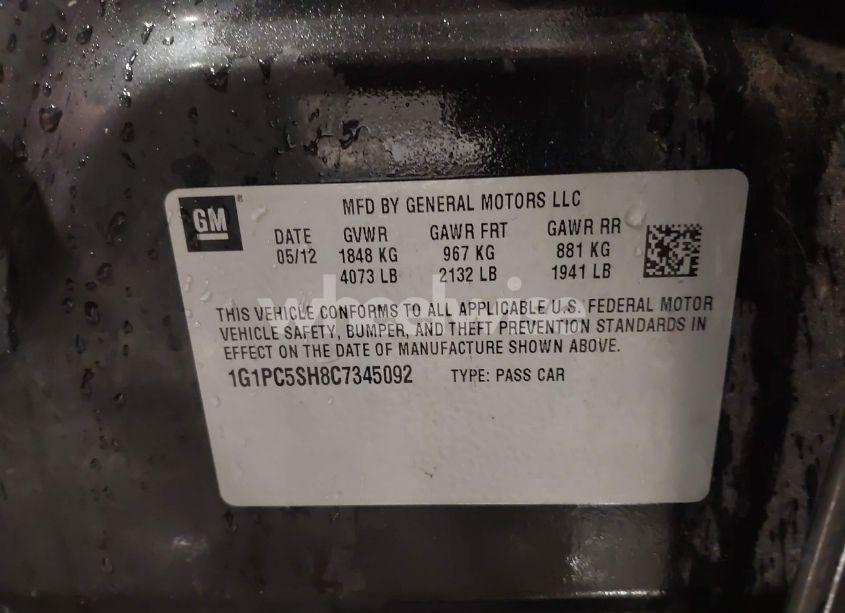 GM
MFD BY GENERAL MOTORS LLC
DATE GVWR GAWR FRT GAWR RR
05/12 1848 KG 967 KG 881 KG
4073 LB 2132 LB 1941 LB
THIS VEHICLE CONFORMS TO ALL APPLICABLE U.S. FEDERAL MOTOR
VEHICLE SAFETY, BUMPER, AND THEFT PREVENTION STANDARDS IN
EFFECT ON THE DATE OF MANUFACTURE SHOWN ABOVE.
1G1PC5SH8C7345092 TYPE: PASS CAR